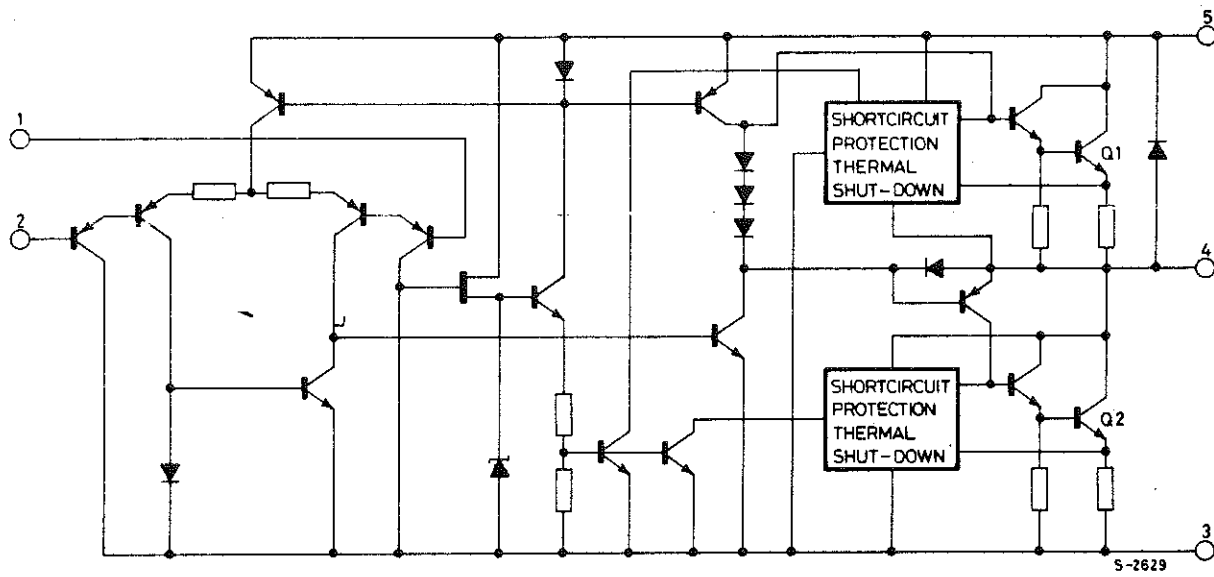 5
1
SHORTCIRCUIT
PROTECTION
THERMAL
SHUT-DOWN
Q1
2
4
SHORTCIRCUIT
PROTECTION
THERMAL
SHUT-DOWN
Q2
3
S-2629